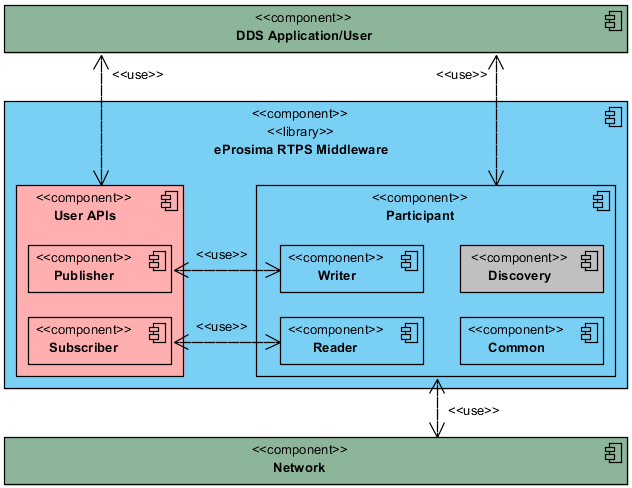 <<component>>
DDS Application/User
<<use>>
<<use>>
<<component>>
<<library>>
eProsima RTPS Middleware
<<component>>
User APIs
<<component>>
Participant
<<component>>
Publisher
<<use>>
<<component>>
Writer
<<component>>
Discovery
<<component>>
Subscriber
<<use>>
<<component>>
Reader
<<component>>
Common
<<use>>
<<component>>
Network